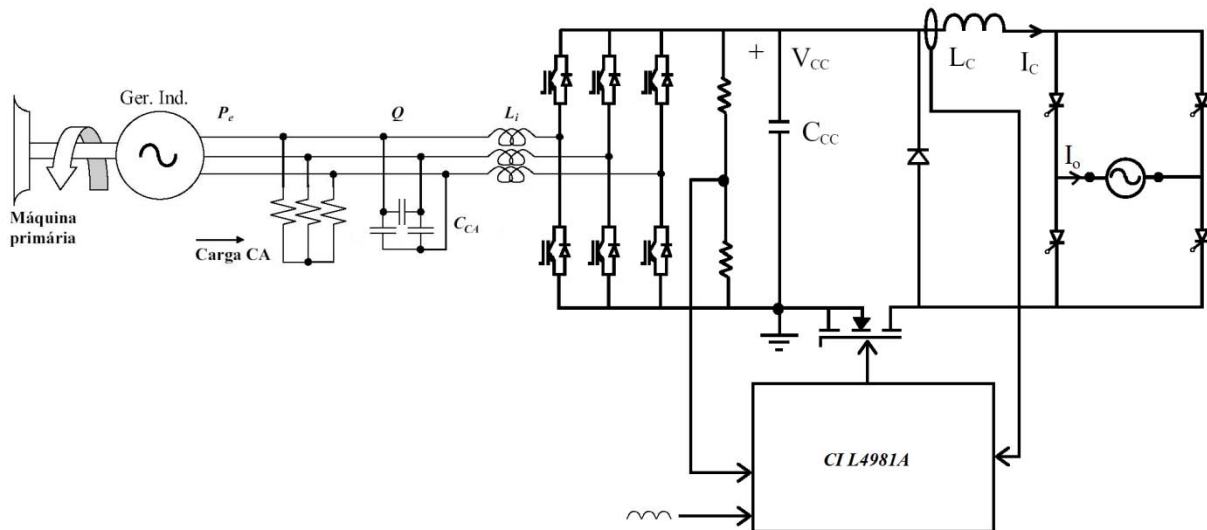 Ger. Ind.
Pe
Q
Li
+
VCC
LC
IC
CCC
Io
Máquina
primária
Carga CA
CCA
CI L4981A